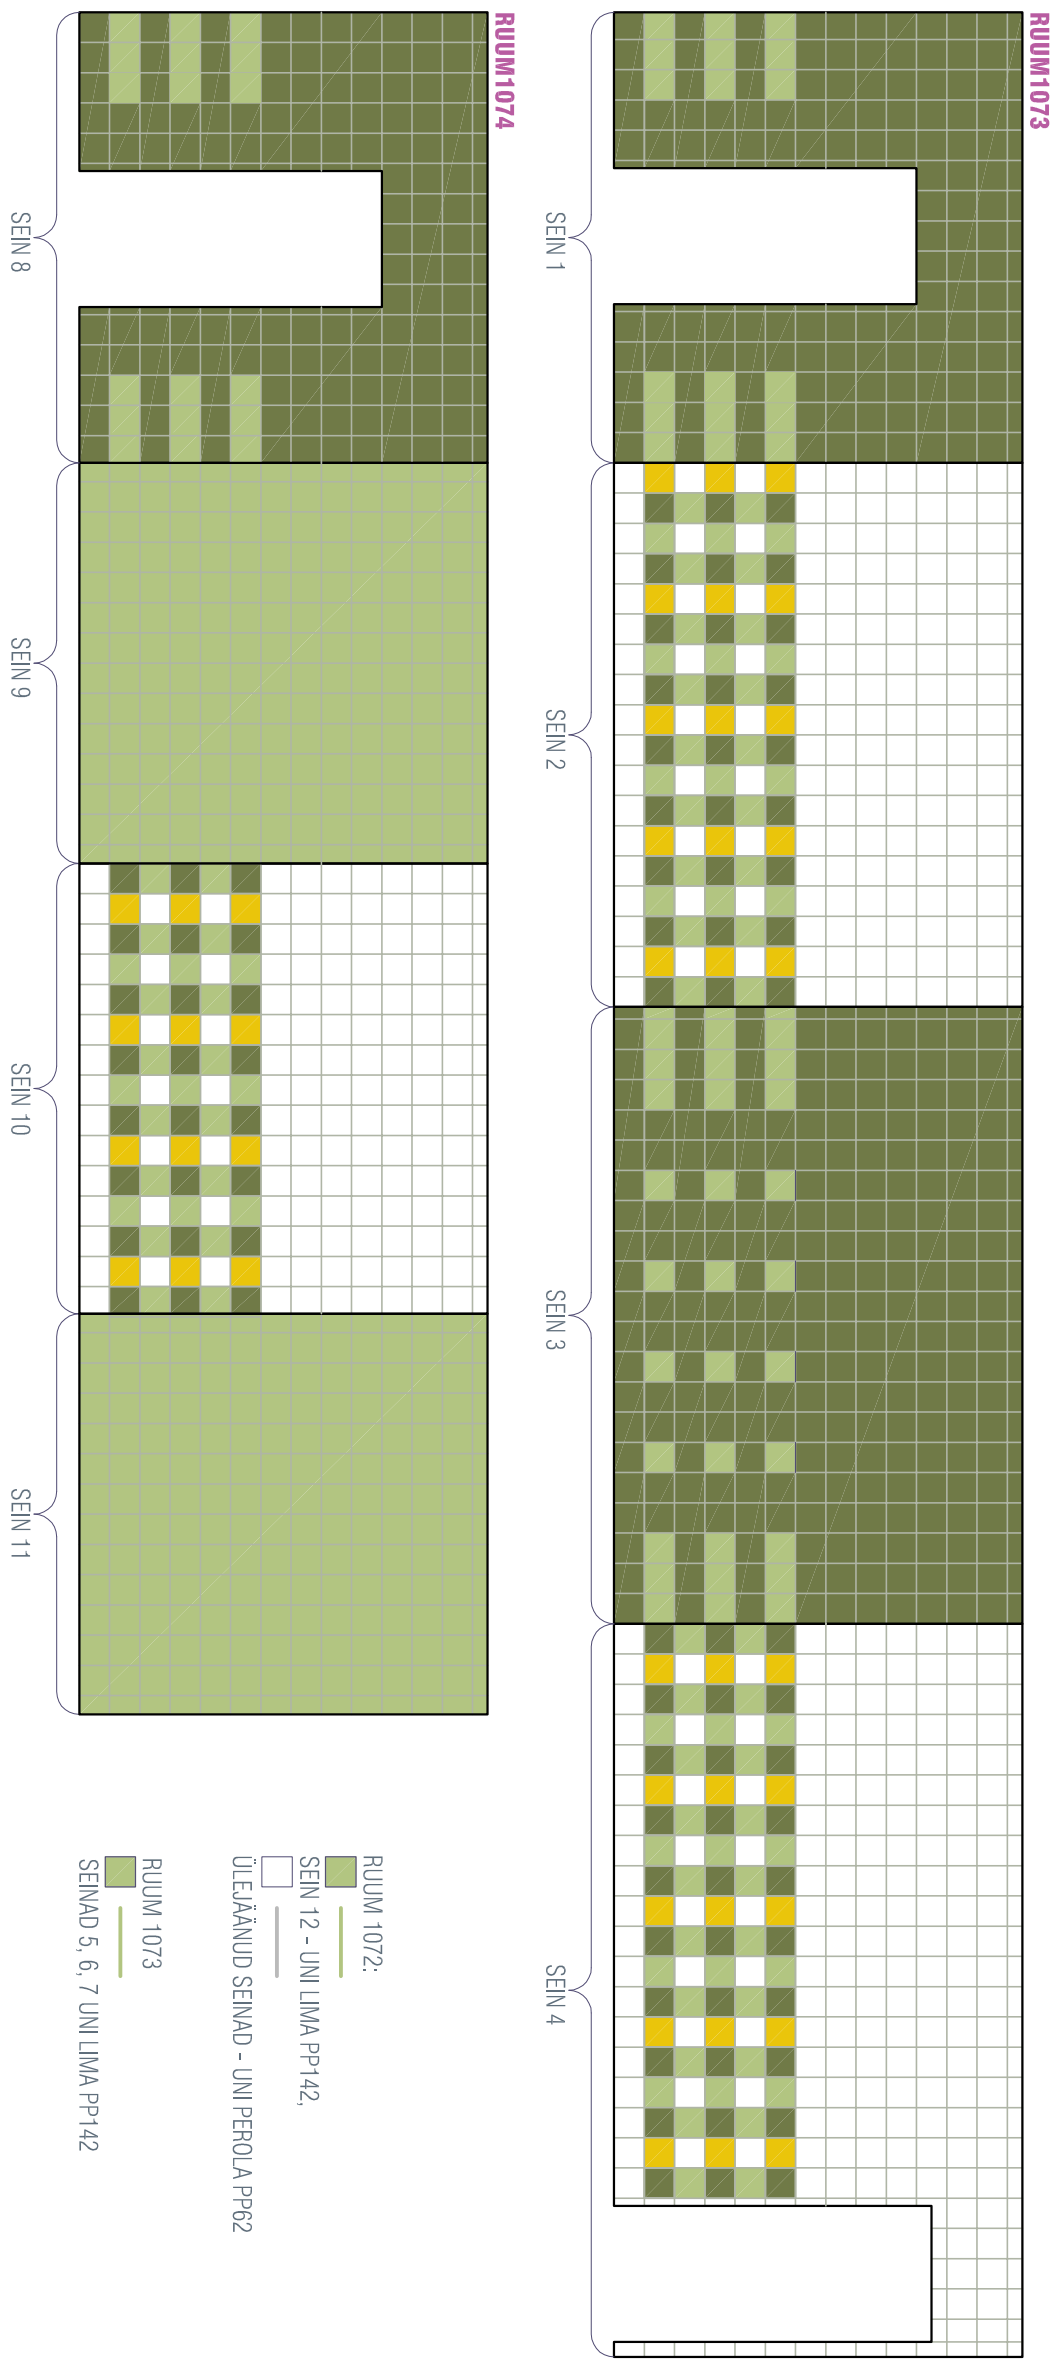 RUUM1073
SEIN 1
SEIN 2
SEIN 3
SEIN 4
RUUM1074
SEIN 8
SEIN 9
SEIN 10
SEIN 11
RUUM 1072:
SEIN 12 - UNI LIMA PP142,
ÜLEJÄÄNUD SEINAD - UNI PEROLA PP62
RUUM 1073
SEINAD 5, 6, 7 UNI LIMA PP142